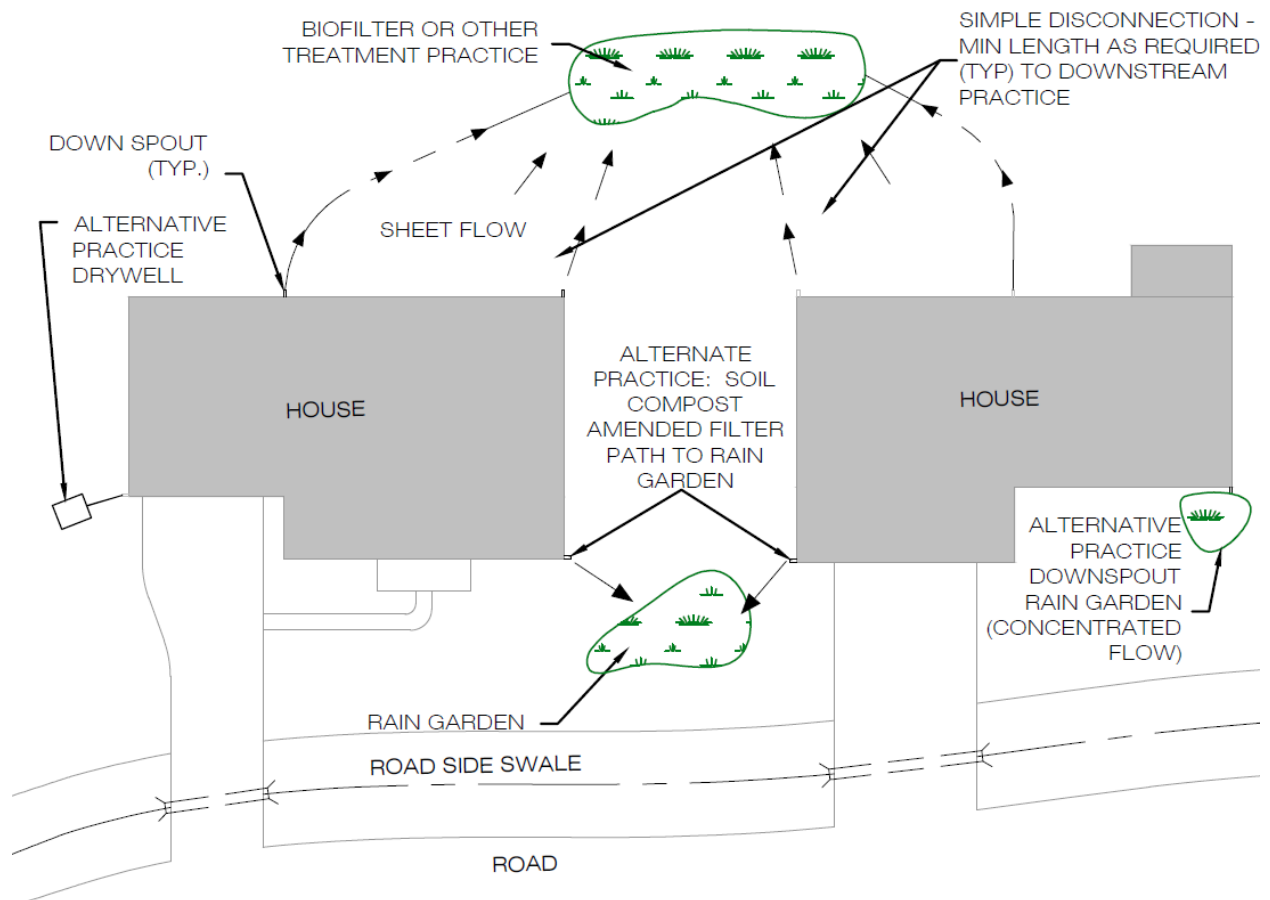 BIOFILTER OR OTHER
TREATMENT PRACTICE
SIMPLE DISCONNECTION -
MIN LENGTH AS REQUIRED
(TYP) TO DOWNSTREAM
PRACTICE
DOWN SPOUT
(TYP.)
ALTERNATIVE
PRACTICE
DRYWELL
SHEET FLOW
HOUSE
ALTERNATE
PRACTICE: SOIL
COMPOST
AMENDED FILTER
PATH TO RAIN
GARDEN
HOUSE
ALTERNATIVE
PRACTICE
DOWNSPOUT
RAIN GARDEN
(CONCENTRATED
FLOW)
RAIN GARDEN
ROAD SIDE SWALE
ROAD